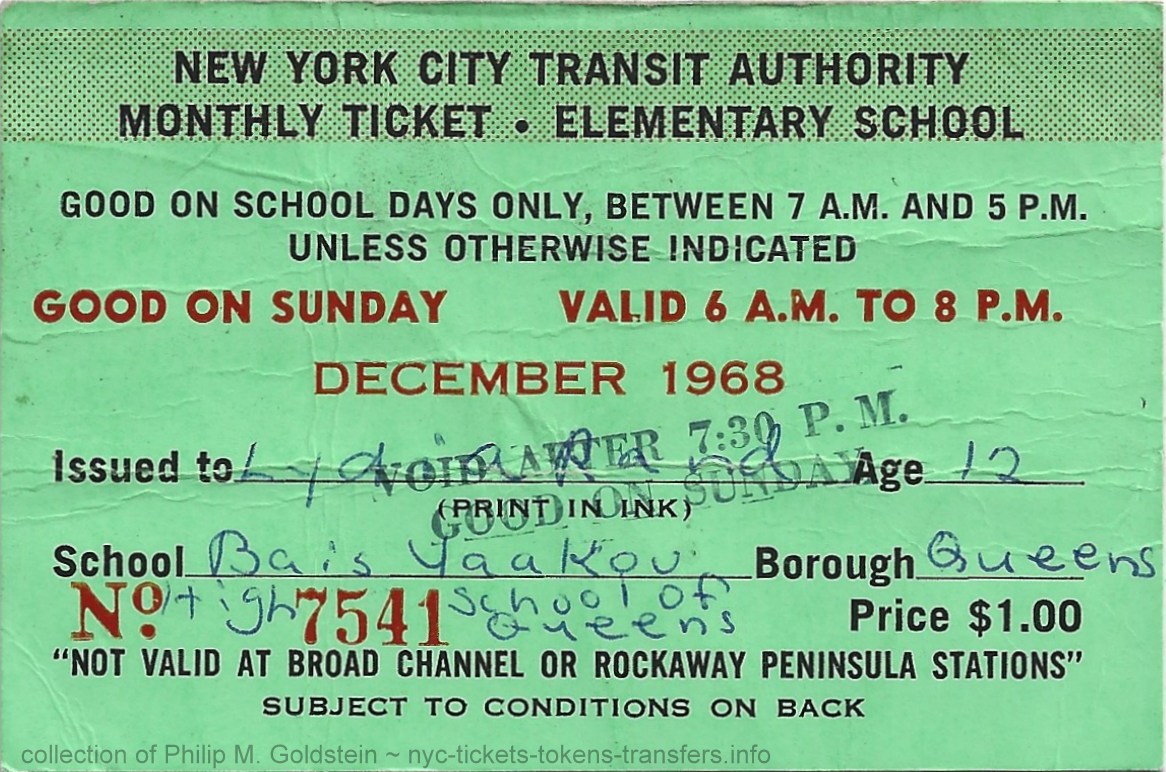 NEW YORK CITY TRANSIT AUTHORITY
MONTHLY TICKET • ELEMENTARY SCHOOL
GOOD ON SCHOOL DAYS ONLY, BETWEEN 7 A.M. AND 5 P.M.
UNLESS OTHERWISE INDICATED
GOOD ON SUNDAY VALID 6 A.M. TO 8 P.M.
DECEMBER 1968
VOID AFTER 7:30 P. M.
GOOD ON SUNDAY
Issued to Lydia Rand Age 12
(PRINT IN INK)
School Bais Yaakov Borough Queens
High School of
Queens
No. 7541 Price $1.00
"NOT VALID AT BROAD CHANNEL OR ROCKAWAY PENINSULA STATIONS"
SUBJECT TO CONDITIONS ON BACK
collection of Philip M. Goldstein ~ nyc-tickets-tokens-transfers.info